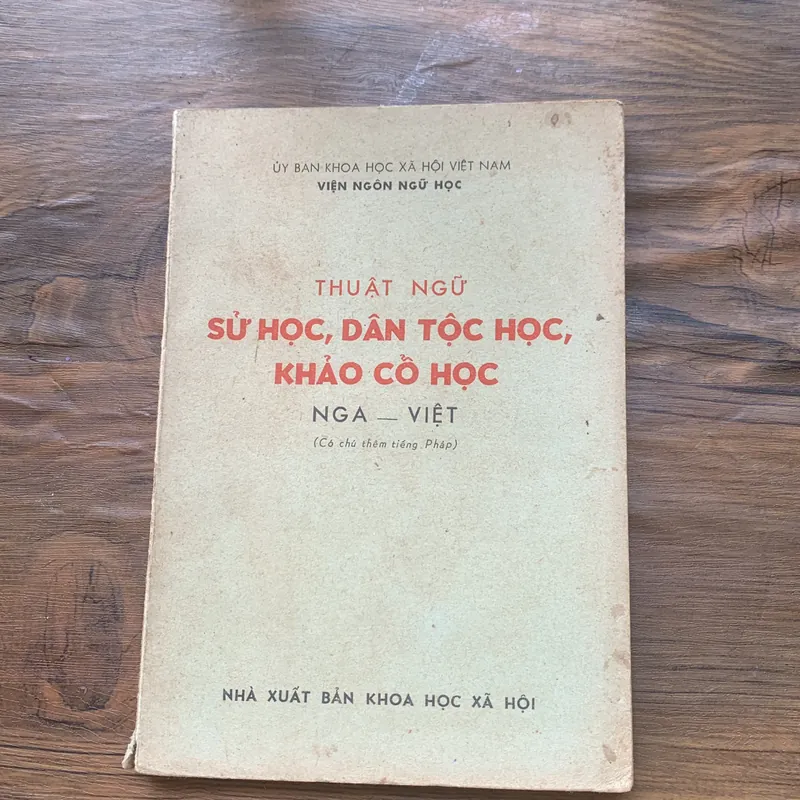 ỦY BAN KHOA HỌC XÃ HỘI VIỆT NAM
VIỆN NGÔN NGỮ HỌC
THUẬT NGỮ
SỬ HỌC, DÂN TỘC HỌC,
KHẢO CỔ HỌC
NGA — VIỆT
(Có chú thêm tiếng Pháp)
NHÀ XUẤT BẢN KHOA HỌC XÃ HỘI